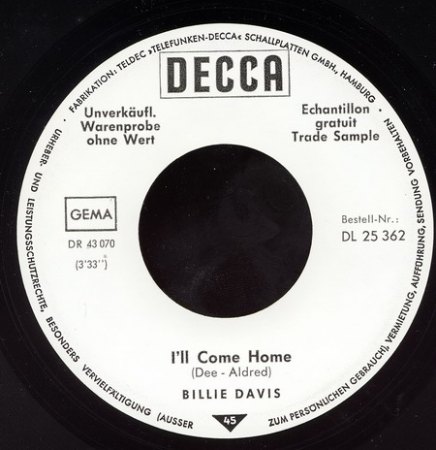 · FABRIKATION: TELDEC »TELEFUNKEN-DECCA« SCHALLPLATTEN GMBH, HAMBURG ·
URHEBER- UND LEISTUNGSSCHUTZRECHTE, BESONDERS VERVIELFÄLTIGUNG (AUSSER ZUM PERSÖNLICHEN GEBRAUCH), VERMIETUNG, AUFFÜHRUNG, SENDUNG VORBEHALTEN ·
DECCA
Unverkäufl.
Warenprobe
ohne Wert
Echantillon
gratuit
Trade Sample
GEMA
DR 43 070
(3'33'')
Bestell-Nr.:
DL 25 362
I'll Come Home
(Dee - Aldred)
BILLIE DAVIS
45